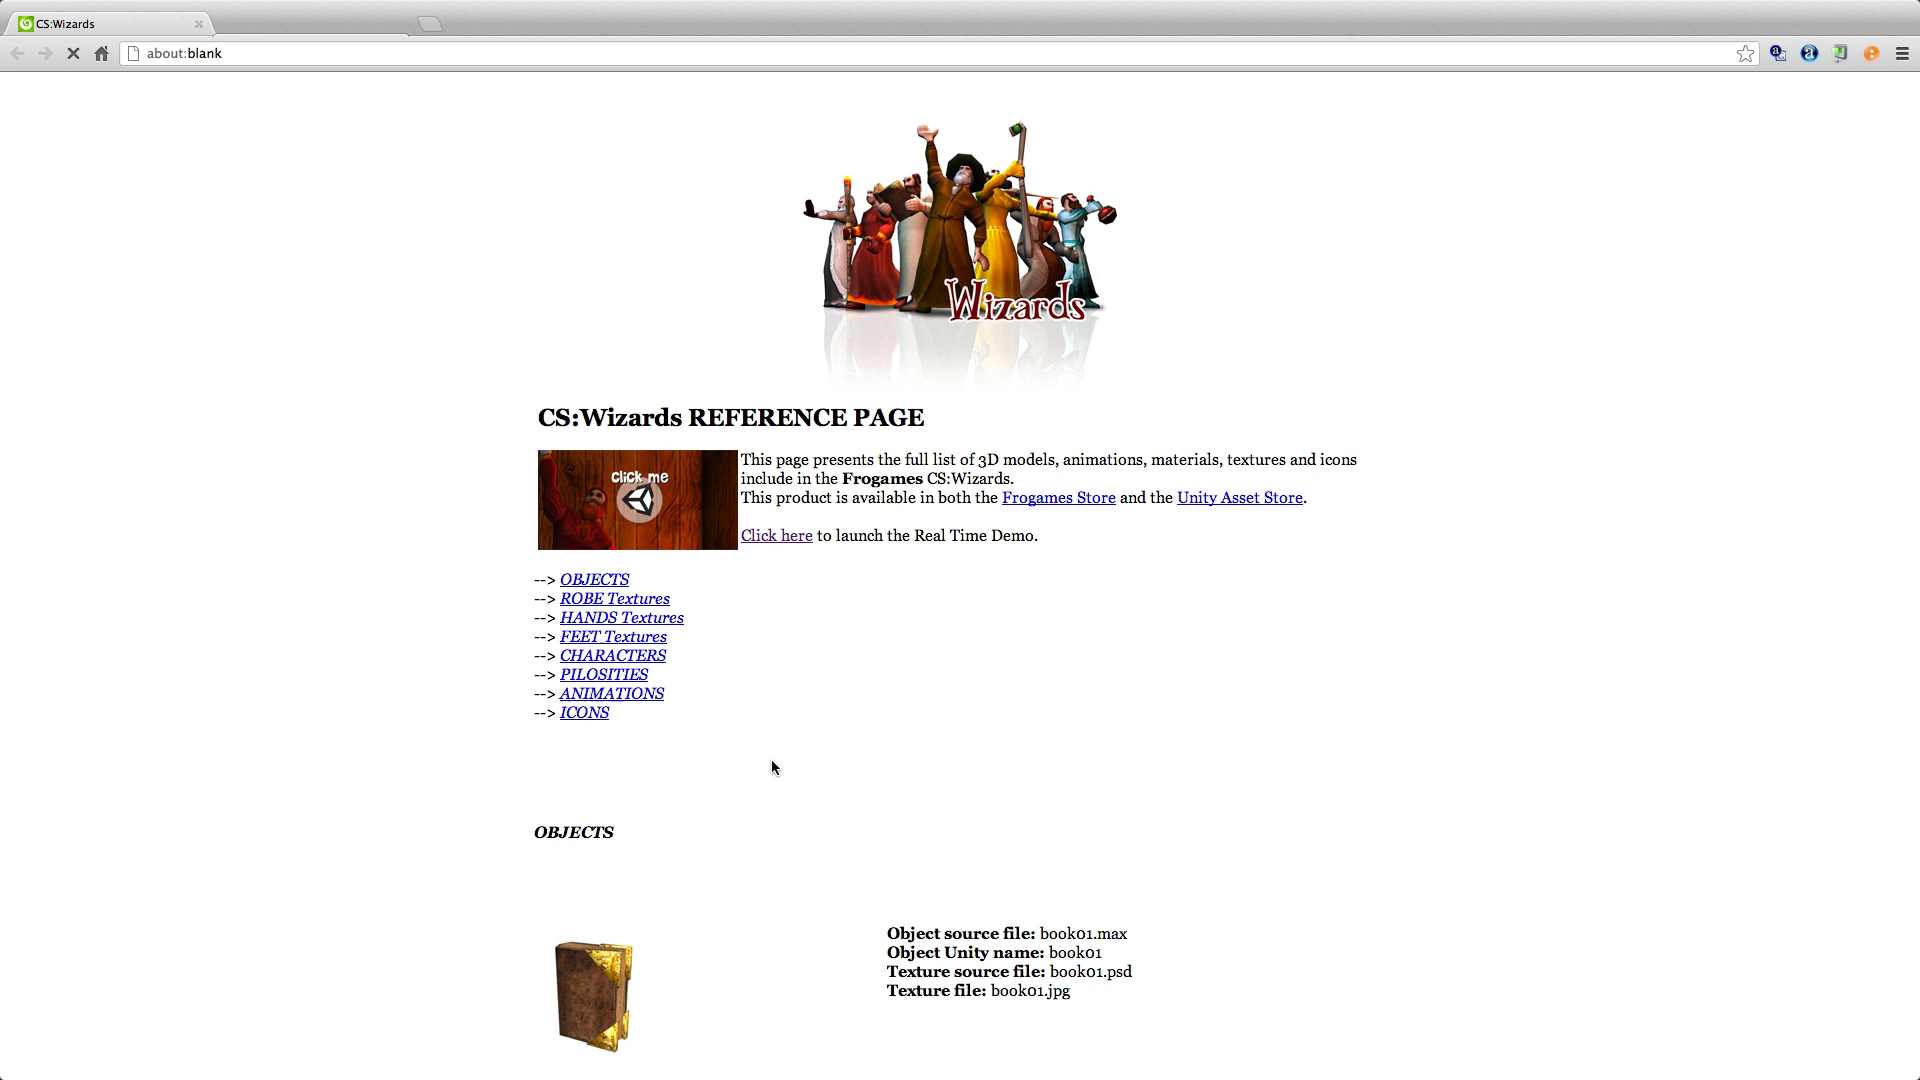 CS:Wizards
about:blank
Wizards
CS:Wizards REFERENCE PAGE
click me
This page presents the full list of 3D models, animations, materials, textures and icons
include in the Frogames CS:Wizards.
This product is available in both the Frogames Store and the Unity Asset Store.
Click here to launch the Real Time Demo.
--> OBJECTS
--> ROBE Textures
--> HANDS Textures
--> FEET Textures
--> CHARACTERS
--> PILOSITIES
--> ANIMATIONS
--> ICONS
OBJECTS
Object source file: book01.max
Object Unity name: book01
Texture source file: book01.psd
Texture file: book01.jpg